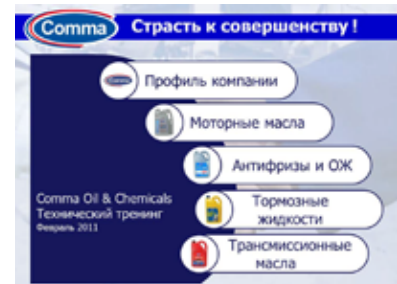 Comma Страсть к совершенству !
Профиль компании
Моторные масла
Антифризы и ОЖ
Тормозные
жидкости
Трансмиссионные
масла
Comma Oil & Chemicals
Технический тренинг
Февраль 2011